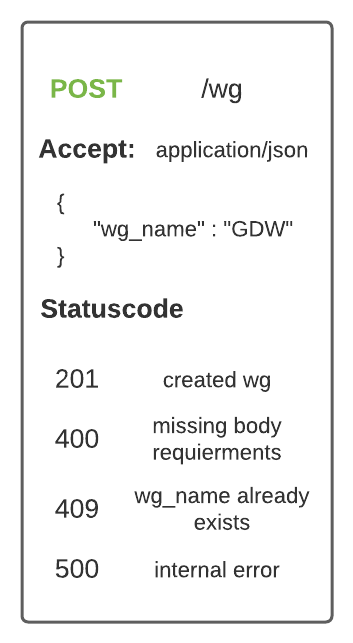 POST /wg
Accept: application/json
{
"wg_name" : "GDW"
}
Statuscode
201 created wg
400 missing body
requierments
409 wg_name already
exists
500 internal error